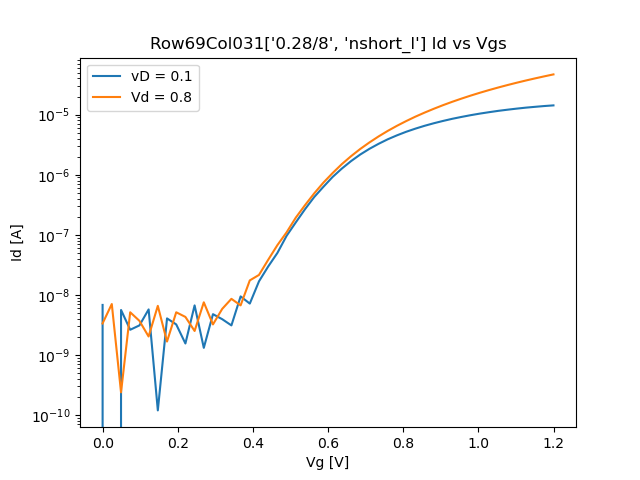 Row69Col031['0.28/8', 'nshort_l'] Id vs Vgs
vD = 0.1
Vd = 0.8
10⁻⁵
10⁻⁶
10⁻⁷
10⁻⁸
10⁻⁹
10⁻¹⁰
Id [A]
0.0 0.2 0.4 0.6 0.8 1.0 1.2
Vg [V]